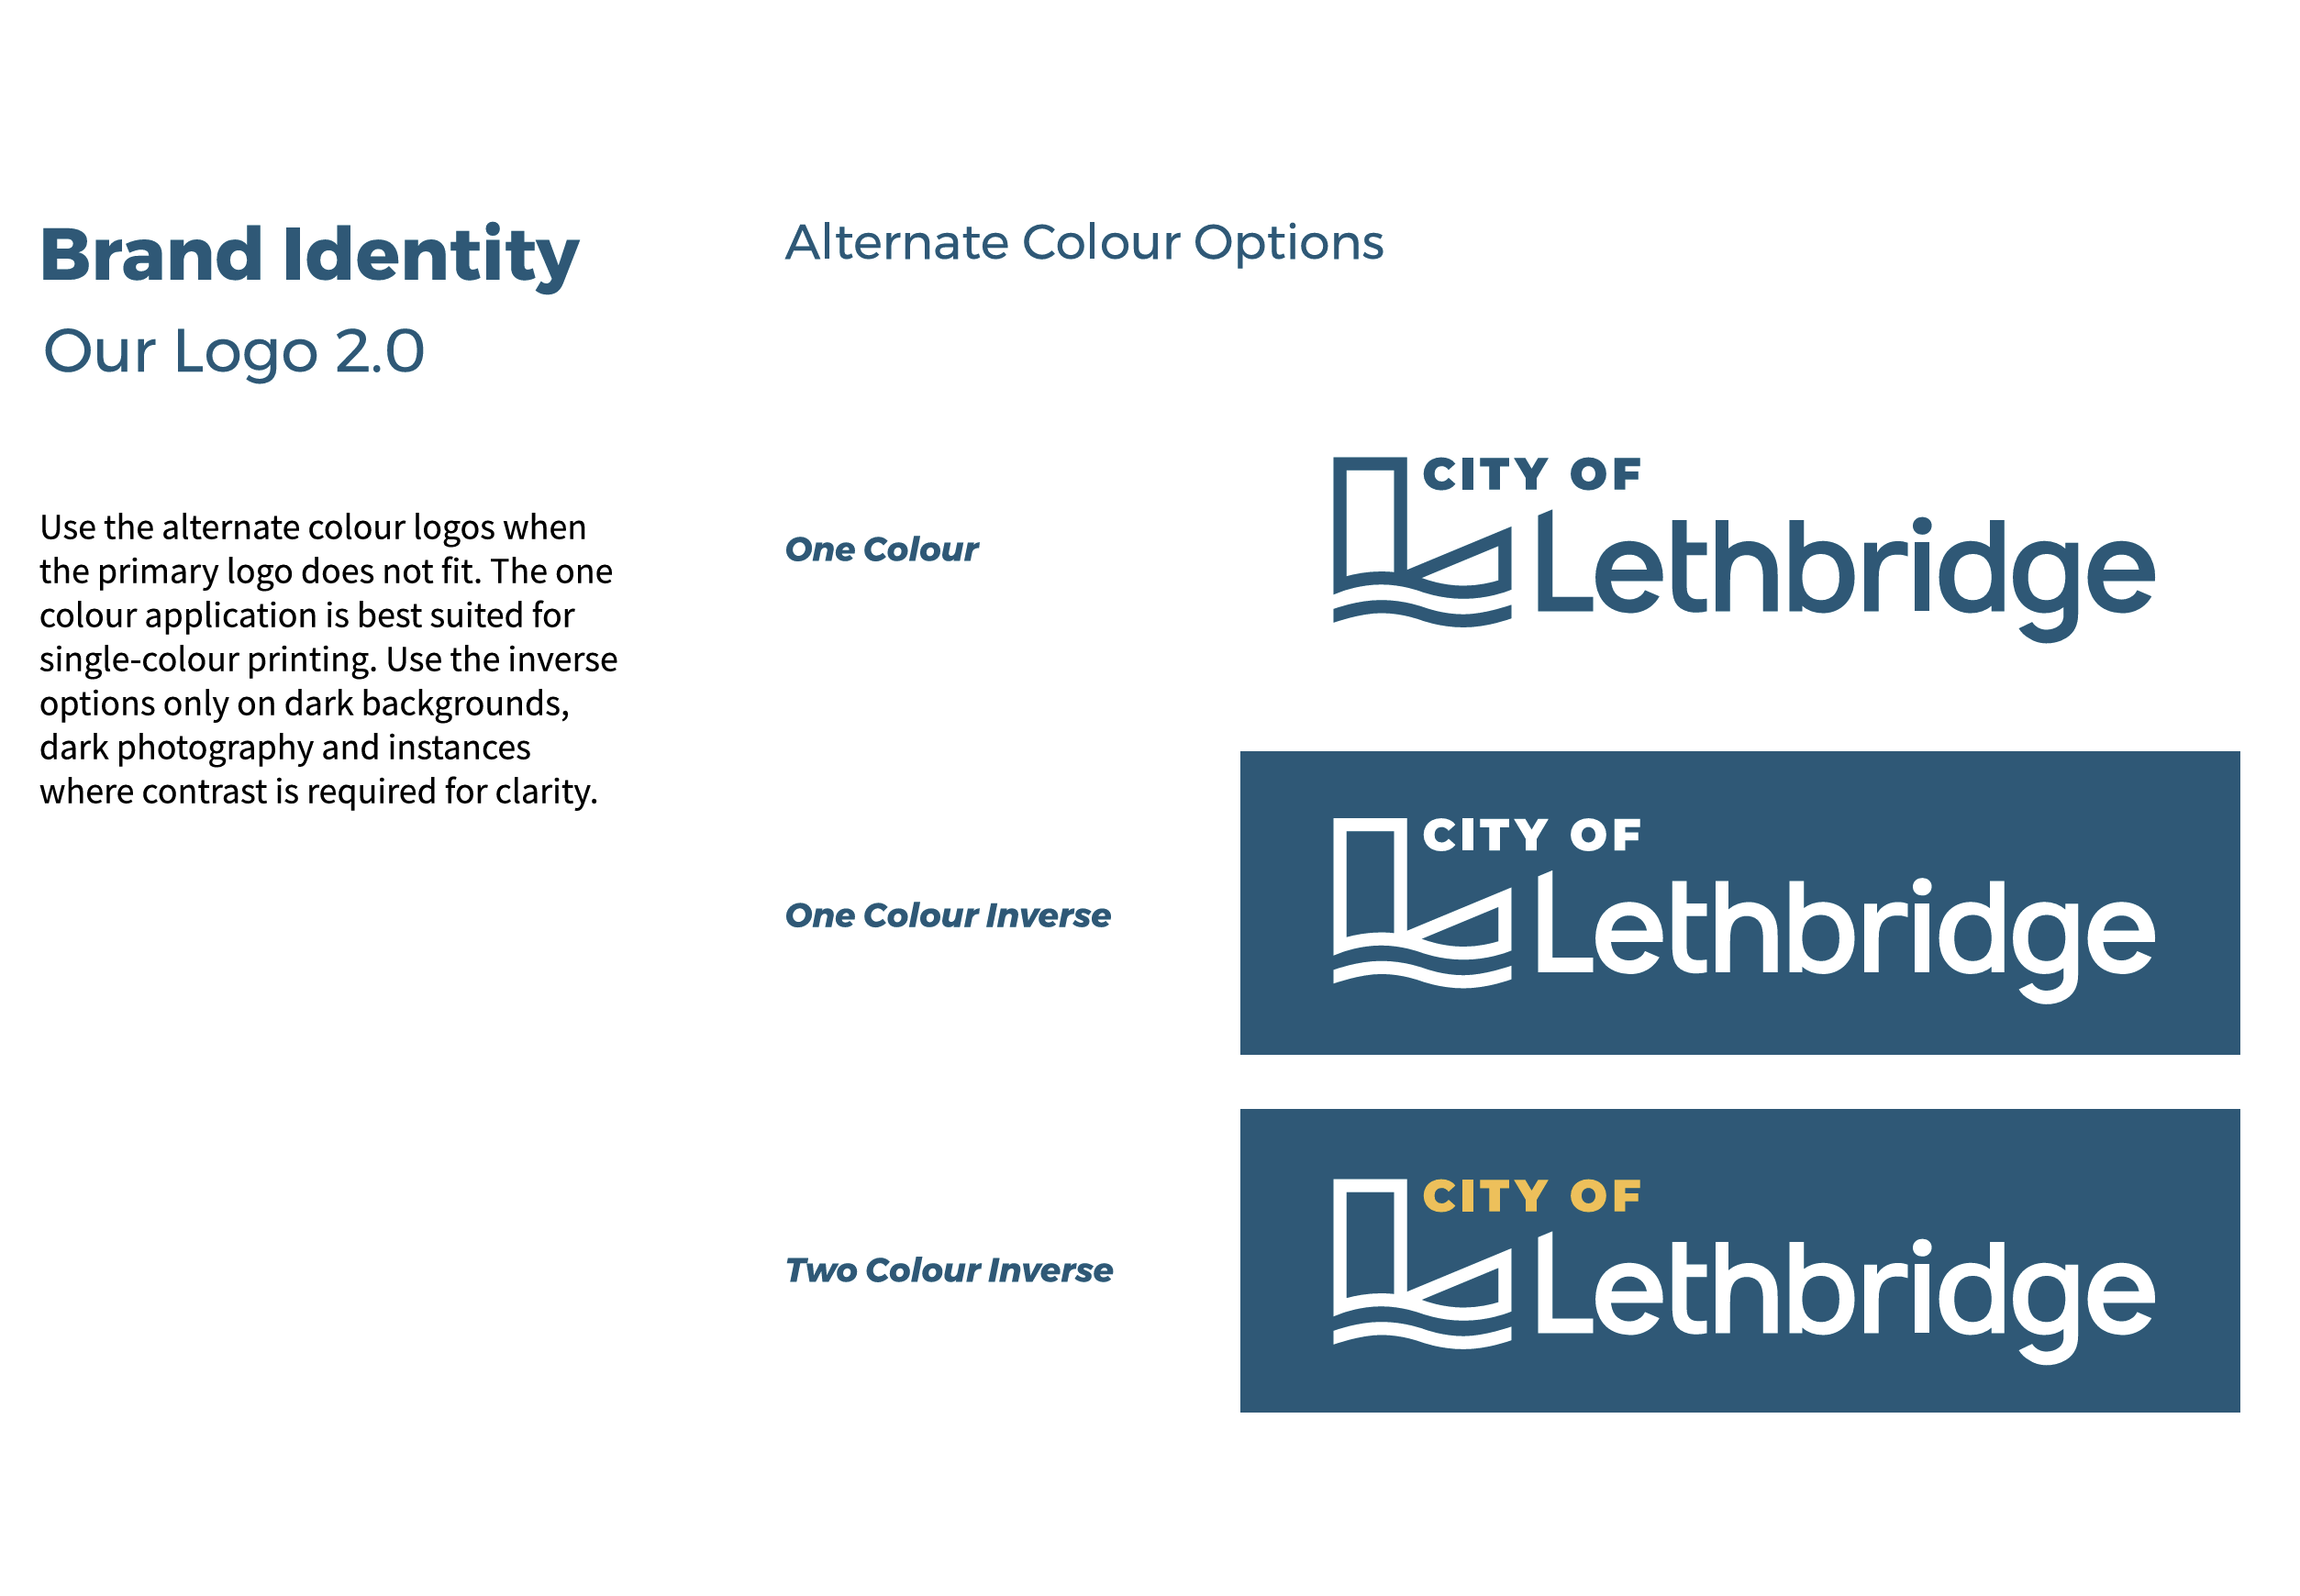 Brand Identity
Our Logo 2.0
Use the alternate colour logos when
the primary logo does not fit. The one
colour application is best suited for
single-colour printing. Use the inverse
options only on dark backgrounds,
dark photography and instances
where contrast is required for clarity.
Alternate Colour Options
One Colour
CITY OF
Lethbridge
One Colour Inverse
CITY OF
Lethbridge
Two Colour Inverse
CITY OF
Lethbridge